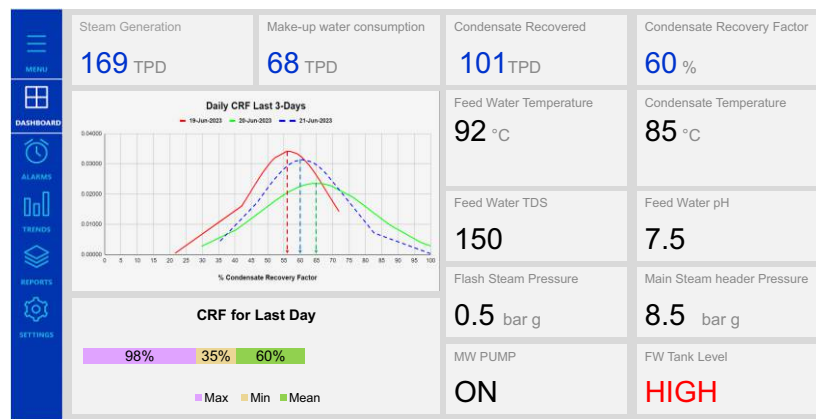 MENU
DASHBOARD
ALARMS
TRENDS
REPORTS
SETTINGS
Steam Generation
169 TPD
Make-up water consumption
68 TPD
Condensate Recovered
101TPD
Condensate Recovery Factor
60 %
Daily CRF Last 3-Days
19-Jun-2023 20-Jun-2023 21-Jun-2023
0.04000
0.03000
0.02000
0.01000
0.00000
0 5 10 15 20 25 30 35 40 45 50 55 60 65 70 75 80 85 90 95 100
% Condensate Recovery Factor
Feed Water Temperature
92 °C
Condensate Temperature
85 °C
Feed Water TDS
150
Feed Water pH
7.5
CRF for Last Day
98% 35% 60%
Max Min Mean
Flash Steam Pressure
0.5 bar g
Main Steam header Pressure
8.5 bar g
MW PUMP
ON
FW Tank Level
HIGH